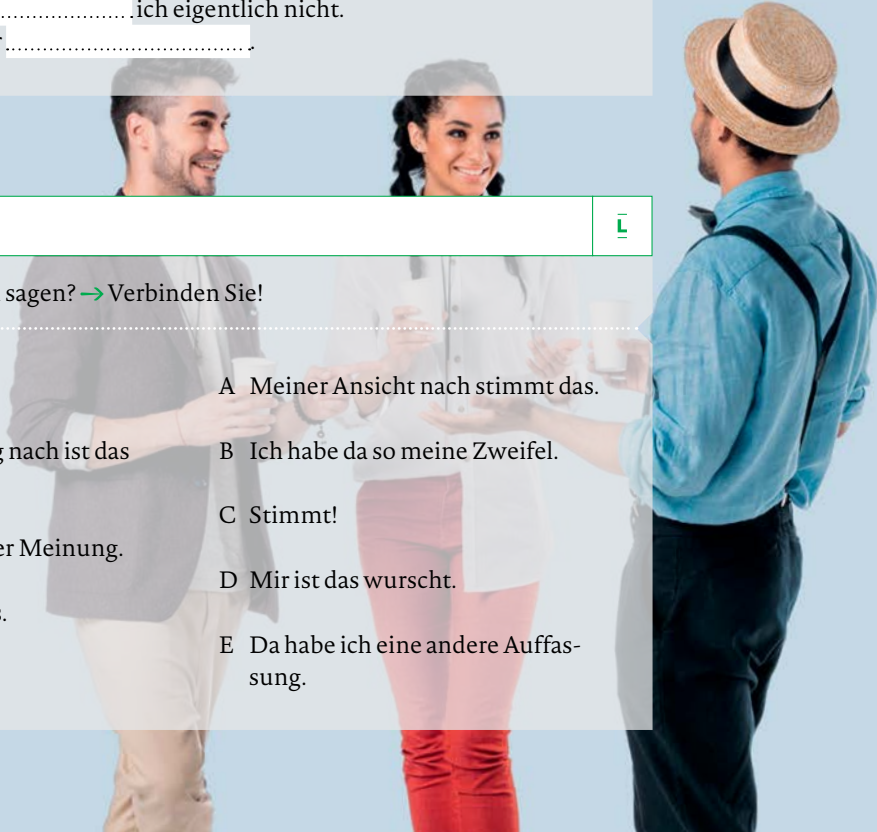 ich eigentlich nicht.
L
sagen? → Verbinden Sie!
A Meiner Ansicht nach stimmt das.
nach ist das
B Ich habe da so meine Zweifel.
C Stimmt!
Meinung.
D Mir ist das wurscht.
E Da habe ich eine andere Auffas-
sung.